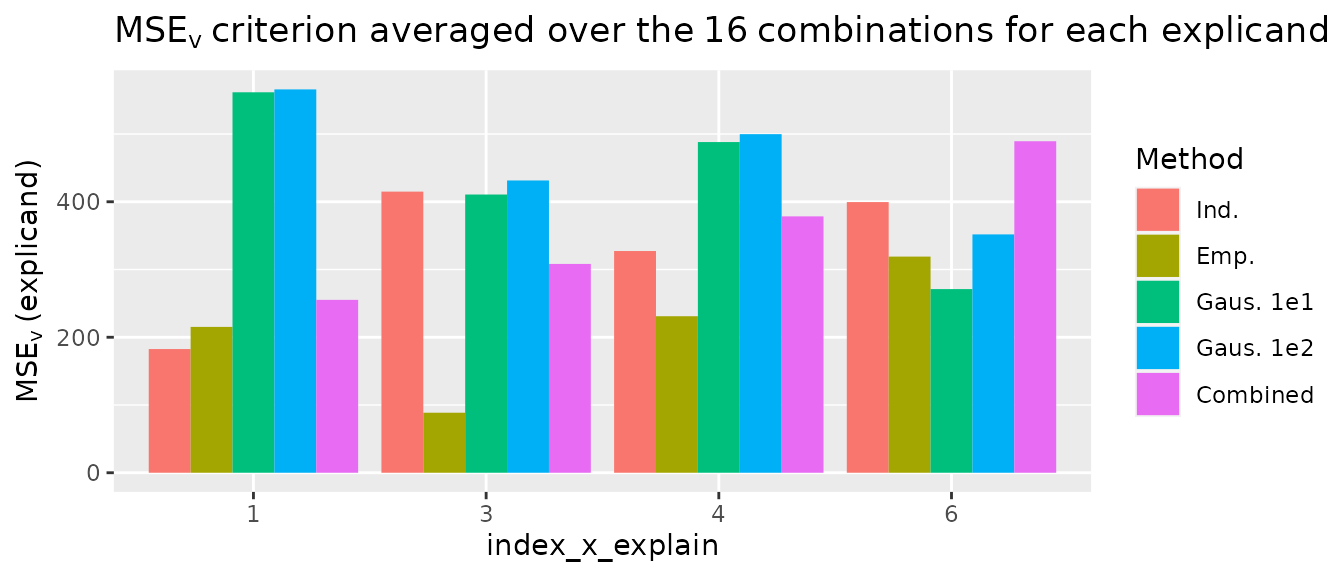 MSEv criterion averaged over the 16 combinations for each explicand
MSEv (explicand)
400
200
0
1 3 4 6
index_x_explain
Method
Ind.
Emp.
Gaus. 1e1
Gaus. 1e2
Combined